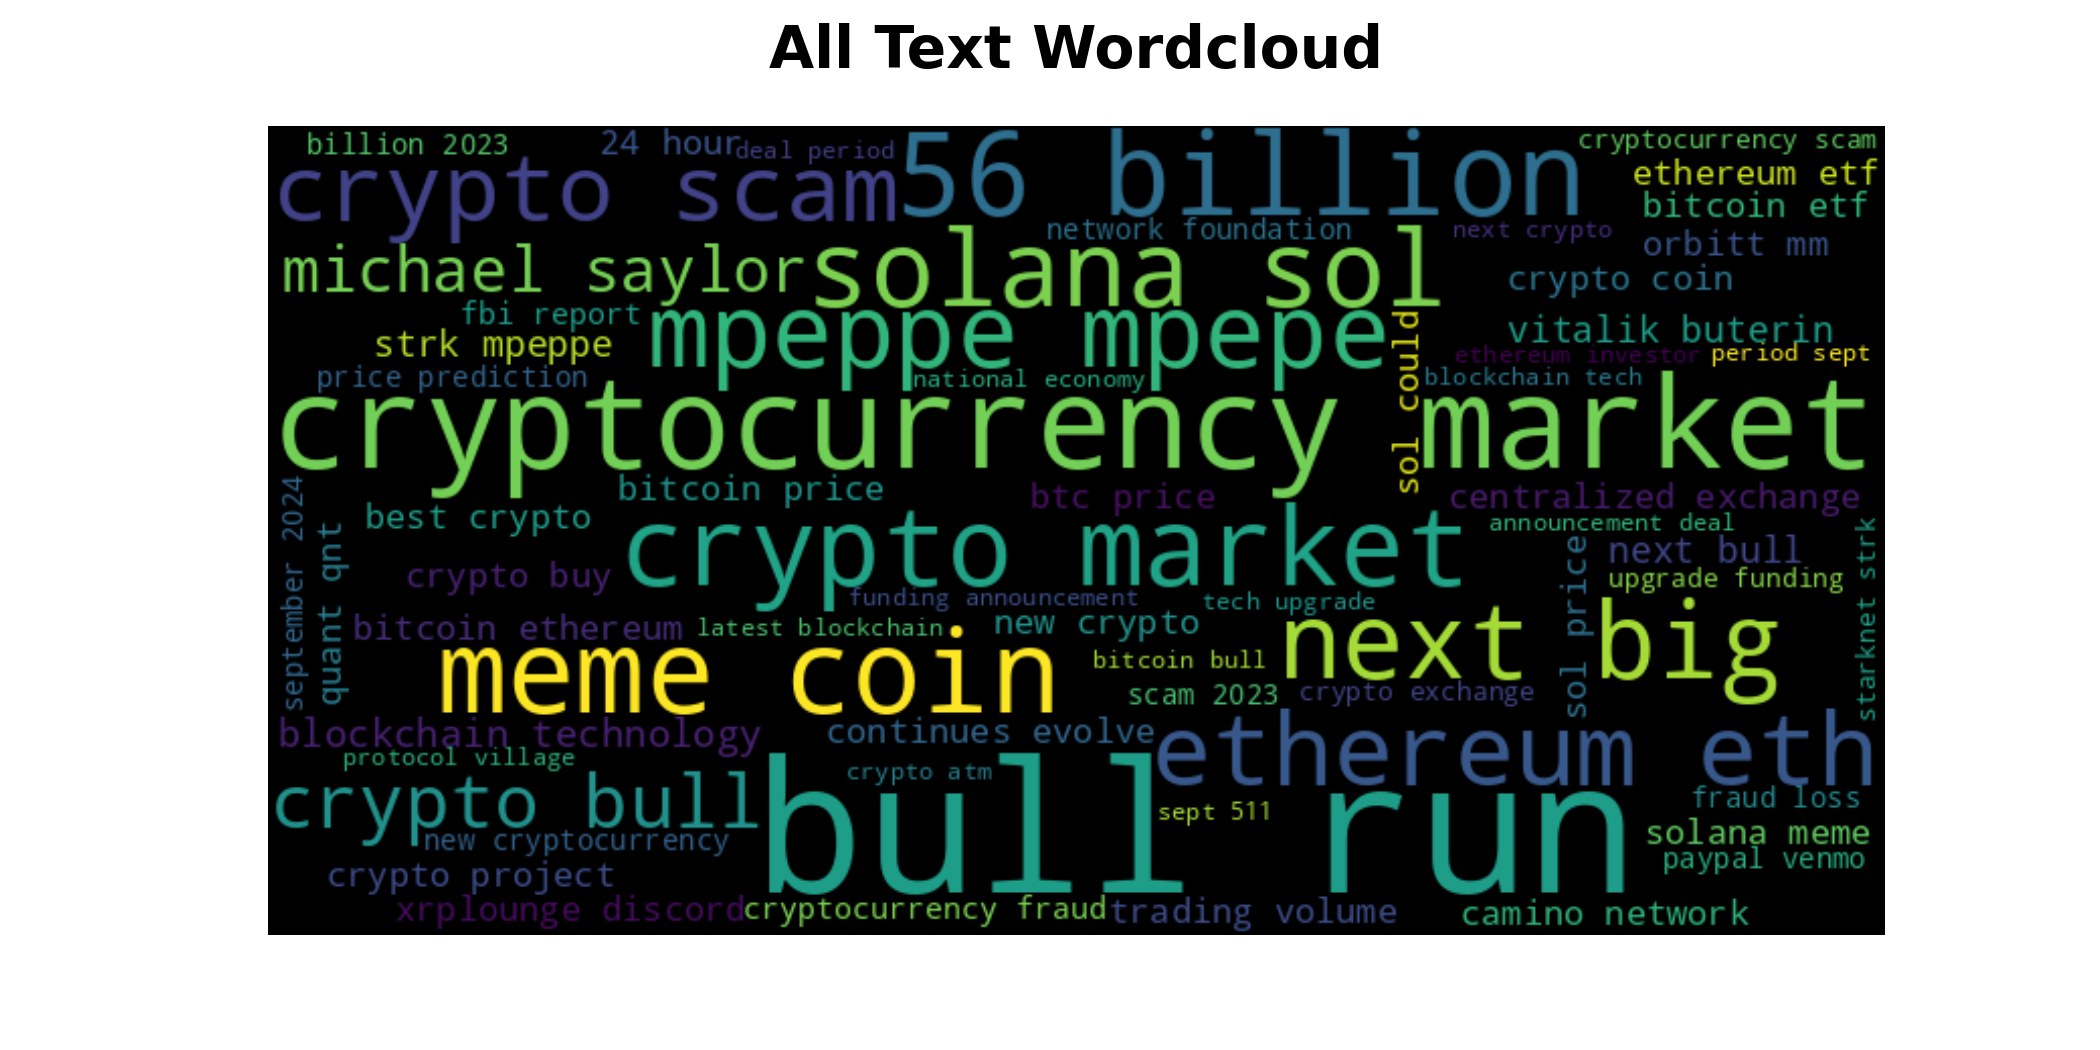 All Text Wordcloud
billion 2023
24 hour
deal period
56 billion
cryptocurrency scam
crypto scam
ethereum etf
bitcoin etf
network foundation
next crypto
orbitt mm
michael saylor
solana sol
crypto coin
fbi report
mpeppe mpepe
sol could
vitalik buterin
strk mpeppe
ethereum investor
period sept
price prediction
national economy
blockchain tech
cryptocurrency market
bitcoin price
btc price
centralized exchange
september 2024
best crypto
quant qnt
crypto market
announcement deal
sol price
next bull
starknet strk
crypto buy
upgrade funding
funding announcement
tech upgrade
bitcoin ethereum
latest blockchain
new crypto
next big
meme coin
bitcoin bull
scam 2023
crypto exchange
blockchain technology
continues evolve
ethereum eth
protocol village
crypto bull
crypto atm
bull run
sept 511
fraud loss
new cryptocurrency
solana meme
paypal venmo
crypto project
xrplounge discord
cryptocurrency fraud
trading volume
camino network